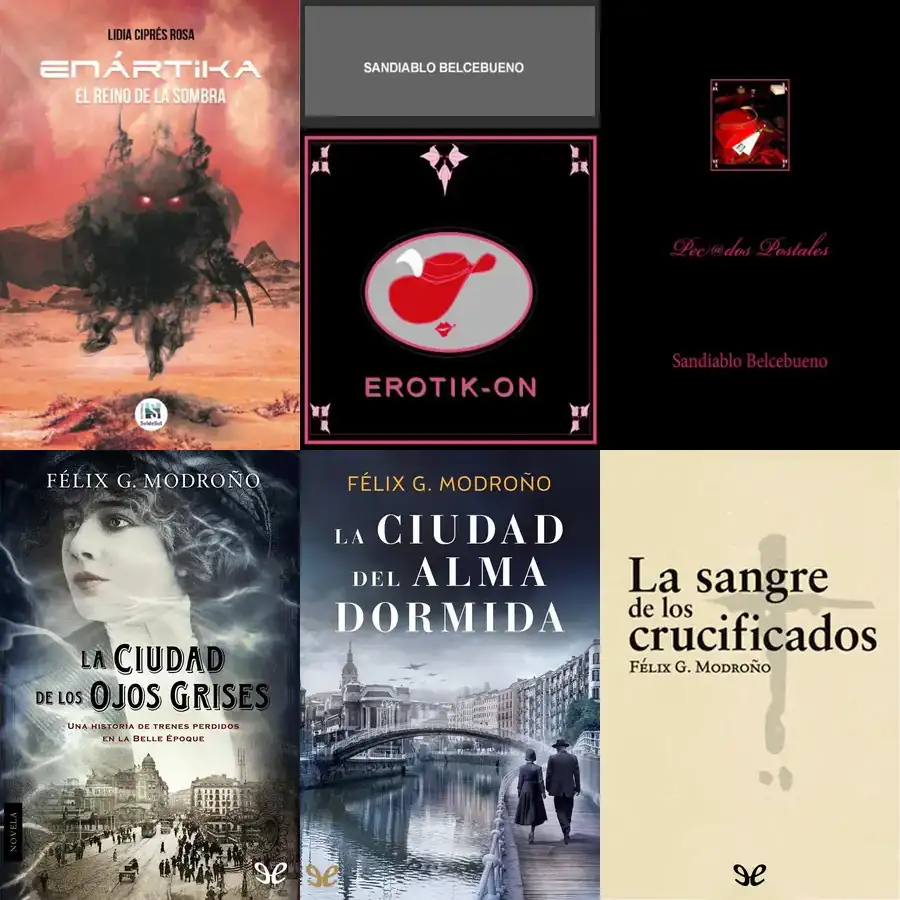 LIDIA CIPRÉS ROSA
ENÁRTIKA
EL REINO DE LA SOMBRA
SoldeSol
SANDIABLO BELCEBUENO
EROTIK-ON
Pec@dos Postales
Sandiablo Belcebueno
FÉLIX G. MODROÑO
LA CIUDAD
DE LOS OJOS GRISES
UNA HISTORIA DE TRENES PERDIDOS
EN LA BELLE ÉPOQUE
NOVELA
FÉLIX G. MODROÑO
LA CIUDAD
DEL ALMA
DORMIDA
La sangre
de los
crucificados
FÉLIX G. MODROÑO